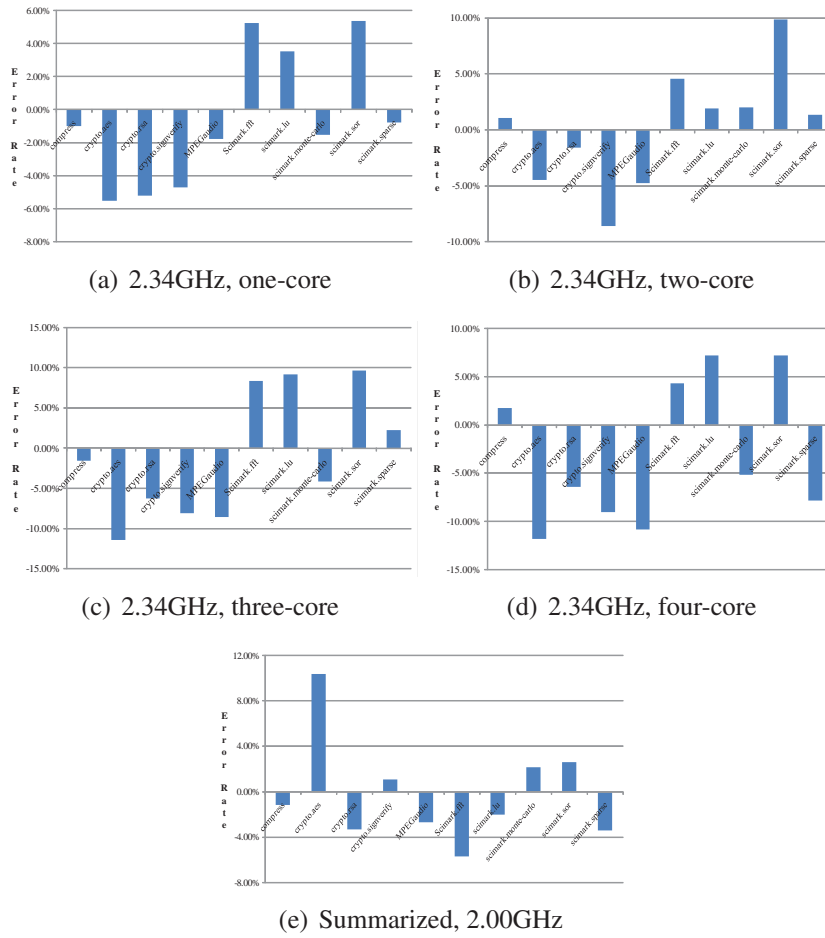 6.00%
4.00%
2.00%
0.00%
-2.00%
-4.00%
-6.00%
-8.00%
Error Rate
compress
crypto.aes
crypto.rsa
crypto.signverify
MPEGaudio
Scimark.fft
scimark.lu
scimark.monte-carlo
scimark.sor
scimark.sparse
(a) 2.34GHz, one-core
10.00%
5.00%
0.00%
-5.00%
-10.00%
Error Rate
compress
crypto.aes
crypto.rsa
crypto.signverify
MPEGaudio
Scimark.fft
scimark.lu
scimark.monte-carlo
scimark.sor
scimark.sparse
(b) 2.34GHz, two-core
15.00%
10.00%
5.00%
0.00%
-5.00%
-10.00%
-15.00%
Error Rate
compress
crypto.aes
crypto.rsa
crypto.signverify
MPEGaudio
Scimark.fft
scimark.lu
scimark.monte-carlo
scimark.sor
scimark.sparse
(c) 2.34GHz, three-core
10.00%
5.00%
0.00%
-5.00%
-10.00%
-15.00%
Error Rate
compress
crypto.aes
crypto.rsa
crypto.signverify
MPEGaudio
Scimark.fft
scimark.lu
scimark.monte-carlo
scimark.sor
scimark.sparse
(d) 2.34GHz, four-core
12.00%
8.00%
4.00%
0.00%
-4.00%
-8.00%
Error Rate
compress
crypto.aes
crypto.rsa
crypto.signverify
MPEGaudio
Scimark.fft
scimark.lu
scimark.monte-carlo
scimark.sor
scimark.sparse
(e) Summarized, 2.00GHz